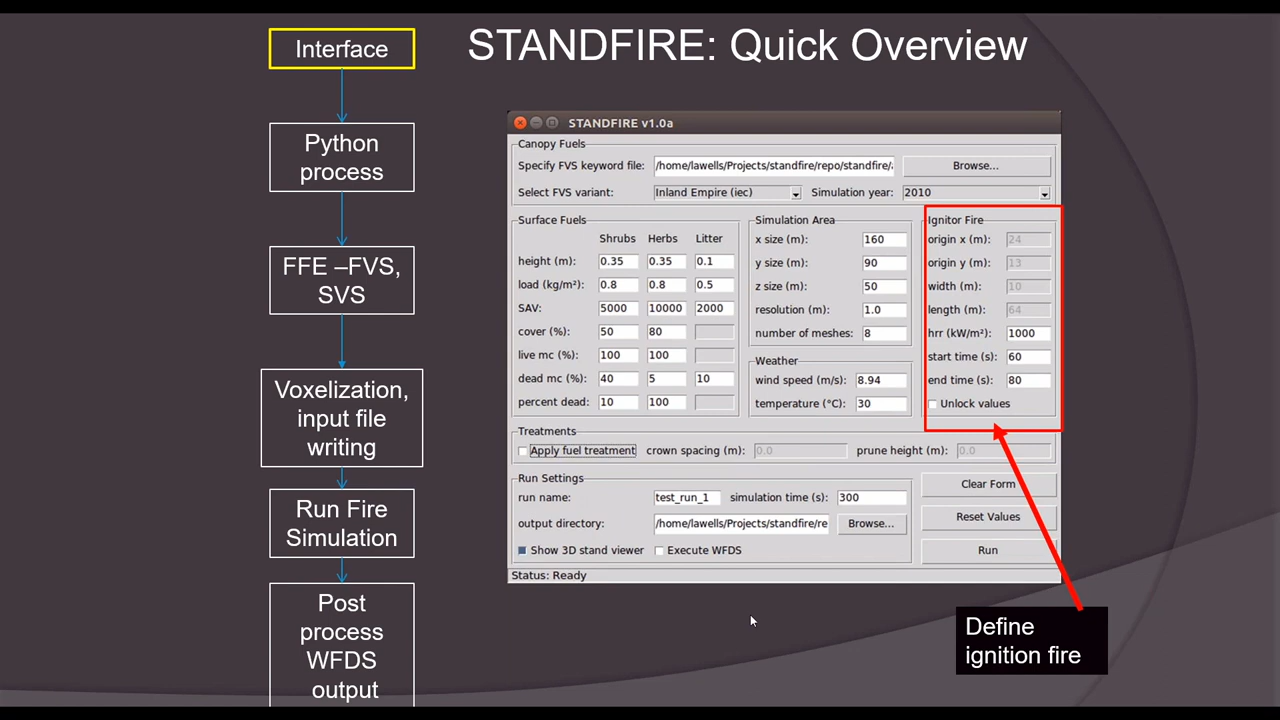 STANDFIRE: Quick Overview
Interface
Python
process
FFE –FVS,
SVS
Voxelization,
input file
writing
Run Fire
Simulation
Post
process
WFDS
output
STANDFIRE v1.0a
Canopy Fuels
Specify FVS keyword file: /home/lawells/Projects/standfire/repo/standfire/ Browse...
Select FVS variant: Inland Empire (iec) Simulation year: 2010
Surface Fuels
Shrubs Herbs Litter
height (m): 0.35 0.35 0.1
load (kg/m²): 0.8 0.8 0.5
SAV: 5000 10000 2000
cover (%): 50 80
live mc (%): 100 100
dead mc (%): 40 5 10
percent dead: 10 100
Simulation Area
x size (m): 160
y size (m): 90
z size (m): 50
resolution (m): 1.0
number of meshes: 8
Weather
wind speed (m/s): 8.94
temperature (°C): 30
Ignitor Fire
origin x (m): 24
origin y (m): 13
width (m): 10
length (m): 64
hrr (kW/m²): 1000
start time (s): 60
end time (s): 80
Unlock values
Treatments
Apply fuel treatment crown spacing (m): 0.0 prune height (m): 0.0
Run Settings
run name: test_run_1 simulation time (s): 300
output directory: /home/lawells/Projects/standfire/re Browse...
Show 3D stand viewer Execute WFDS
Clear Form
Reset Values
Run
Status: Ready
Define
ignition fire